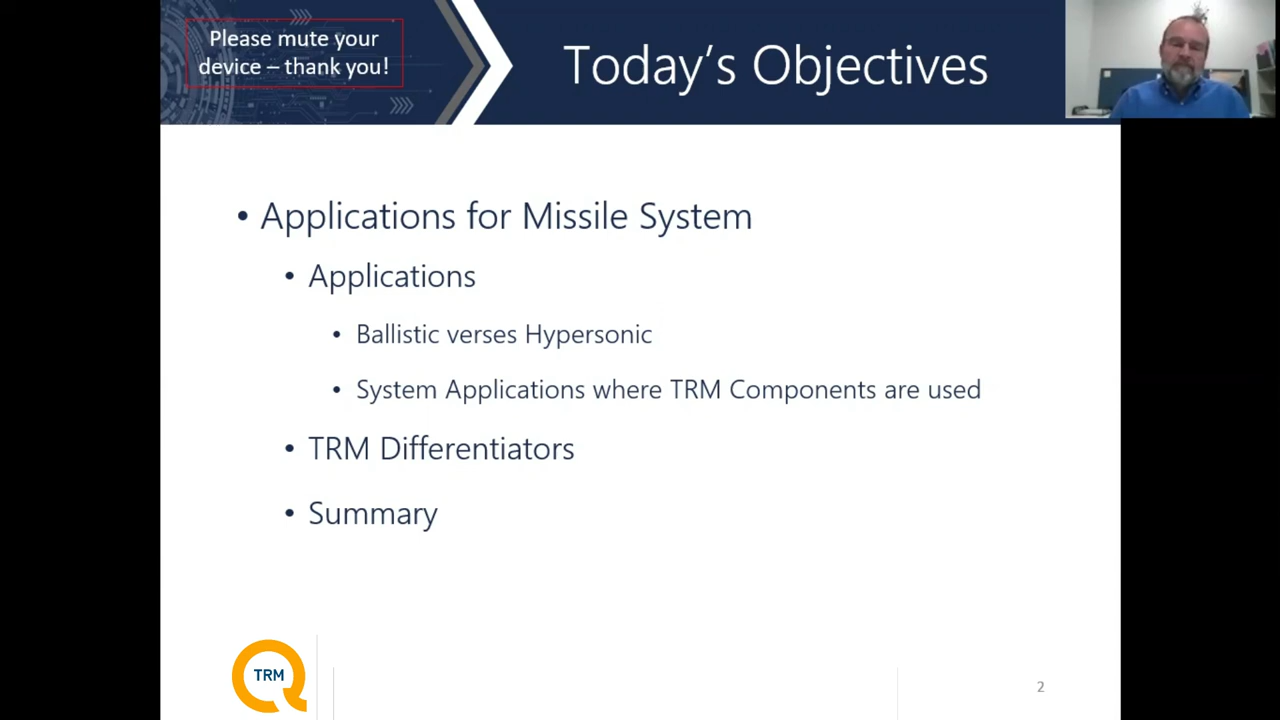 Please mute your
device – thank you!
Today's Objectives
• Applications for Missile System
• Applications
• Ballistic verses Hypersonic
• System Applications where TRM Components are used
• TRM Differentiators
• Summary
TRM
2